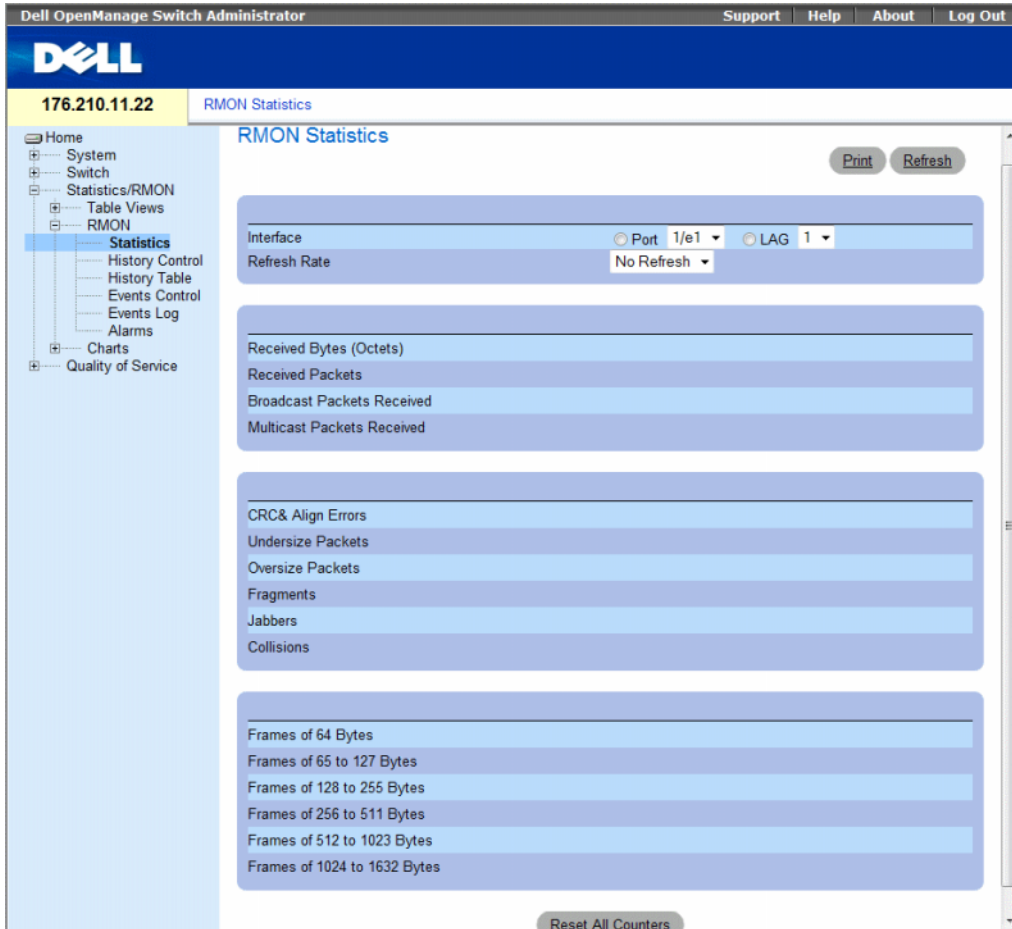 Dell OpenManage Switch Administrator Support Help About Log Out
DELL
176.210.11.22 RMON Statistics
Home
System
Switch
Statistics/RMON
Table Views
RMON
Statistics
History Control
History Table
Events Control
Events Log
Alarms
Charts
Quality of Service
RMON Statistics
Print Refresh
Interface Port 1/e1 LAG 1
Refresh Rate No Refresh
Received Bytes (Octets)
Received Packets
Broadcast Packets Received
Multicast Packets Received
CRC& Align Errors
Undersize Packets
Oversize Packets
Fragments
Jabbers
Collisions
Frames of 64 Bytes
Frames of 65 to 127 Bytes
Frames of 128 to 255 Bytes
Frames of 256 to 511 Bytes
Frames of 512 to 1023 Bytes
Frames of 1024 to 1632 Bytes
Reset All Counters